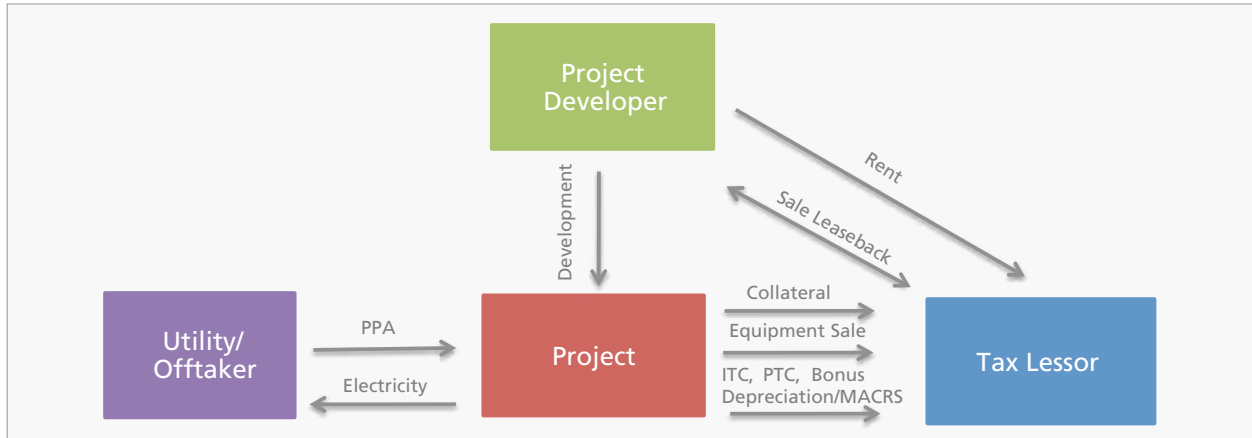 Project
Developer
Rent
Sale Leaseback
Development
Collateral
Equipment Sale
ITC, PTC, Bonus
Depreciation/MACRS
PPA
Electricity
Utility/
Offtaker
Project
Tax Lessor